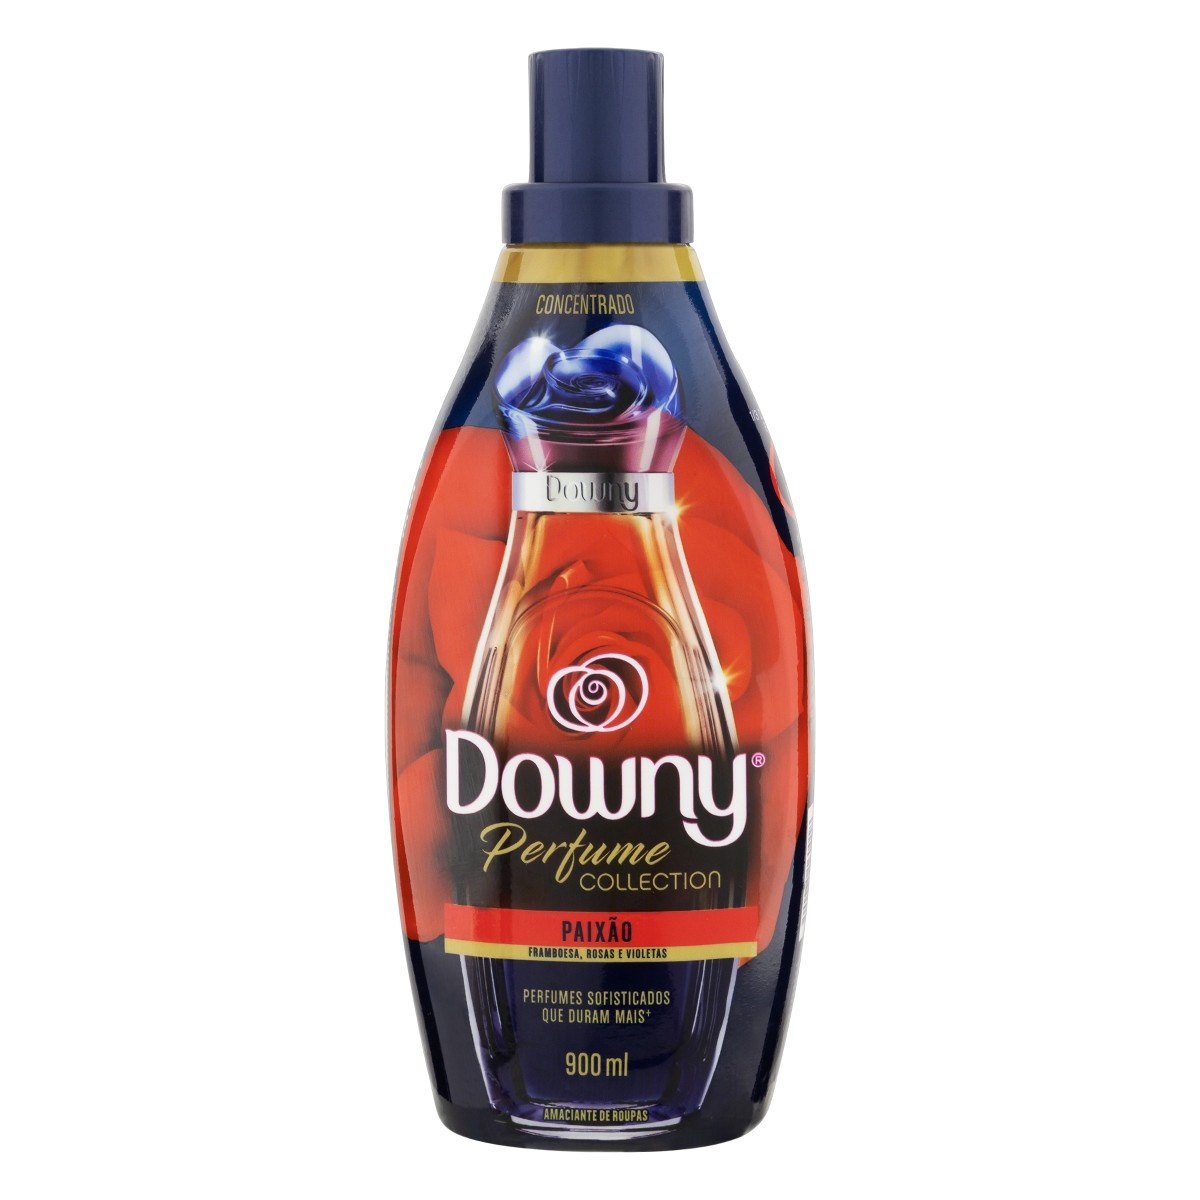 CONCENTRADO
Downy
Downy®
Perfume
COLLECTION
PAIXÃO
FRAMBOESA, ROSAS E VIOLETAS
PERFUMES SOFISTICADOS
QUE DURAM MAIS+
900 ml
AMACIANTE DE ROUPAS